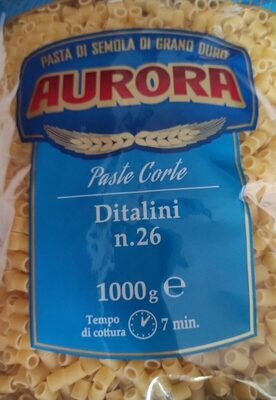 PASTA DI SEMOLA DI GRANO DURO
AURORA
Paste Corte
Ditalini
n.26
1000g ℮
Tempo
di cottura 7 min.